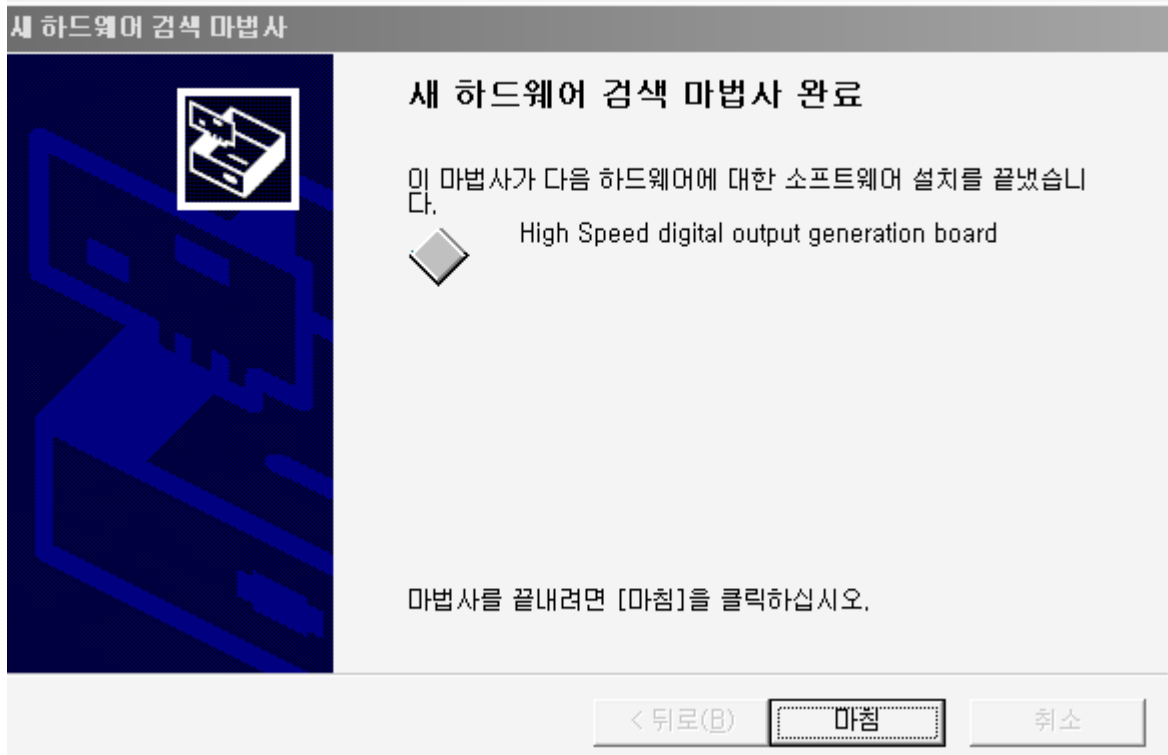 새 하드웨어 검색 마법사
새 하드웨어 검색 마법사 완료
이 마법사가 다음 하드웨어에 대한 소프트웨어 설치를 끝냈습니
다.
High Speed digital output generation board
마법사를 끝내려면 [마침]을 클릭하십시오.
< 뒤로(B)
마침
취소